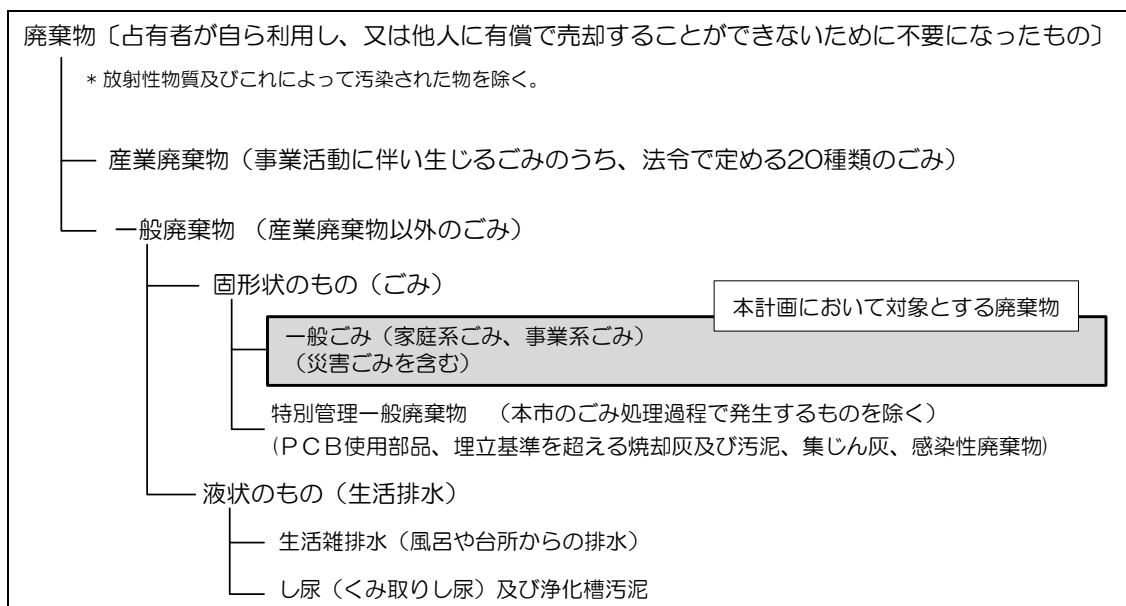 廃棄物〔占有者が自ら利用し、又は他人に有償で売却することができないために不要になったもの〕
＊放射性物質及びこれによって汚染された物を除く。
産業廃棄物（事業活動に伴い生じるごみのうち、法令で定める20種類のごみ）
一般廃棄物 （産業廃棄物以外のごみ）
固形状のもの（ごみ）
本計画において対象とする廃棄物
一般ごみ（家庭系ごみ、事業系ごみ）
（災害ごみを含む）
特別管理一般廃棄物 （本市のごみ処理過程で発生するものを除く）
(ＰＣＢ使用部品、埋立基準を超える焼却灰及び汚泥、集じん灰、感染性廃棄物)
液状のもの（生活排水）
生活雑排水（風呂や台所からの排水）
し尿（くみ取りし尿）及び浄化槽汚泥